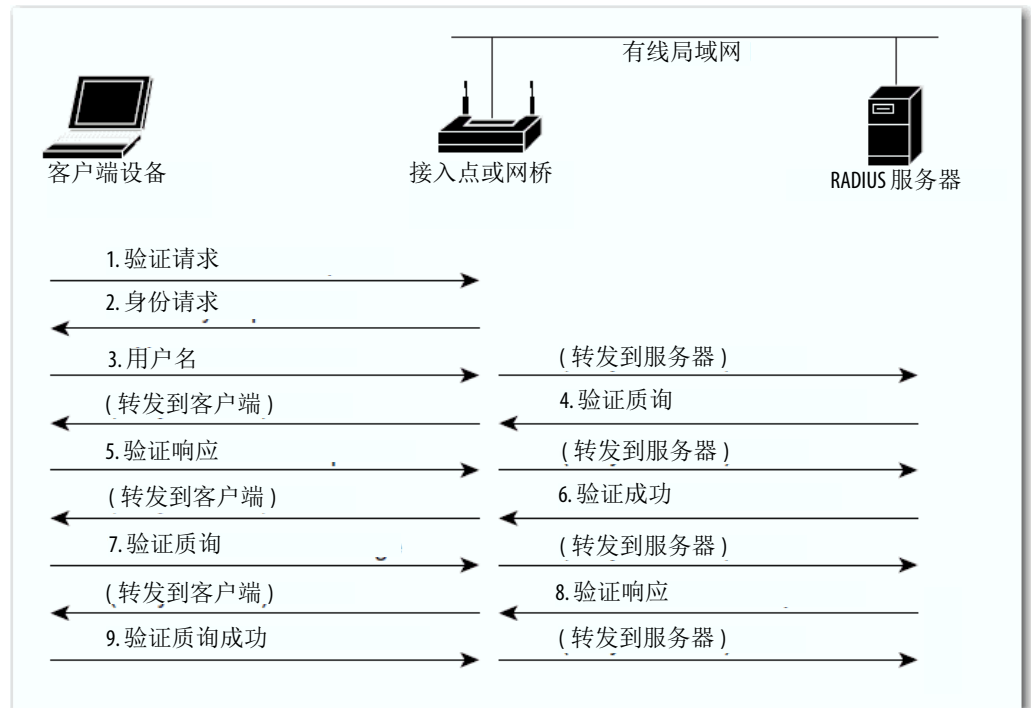 有线局域网
客户端设备
接入点或网桥
RADIUS 服务器
1. 验证请求
2. 身份请求
3. 用户名
( 转发到服务器 )
( 转发到客户端 )
4. 验证质询
5. 验证响应
( 转发到服务器 )
( 转发到客户端 )
6. 验证成功
7. 验证质询
( 转发到服务器 )
( 转发到客户端 )
8. 验证响应
9. 验证质询成功
( 转发到服务器 )